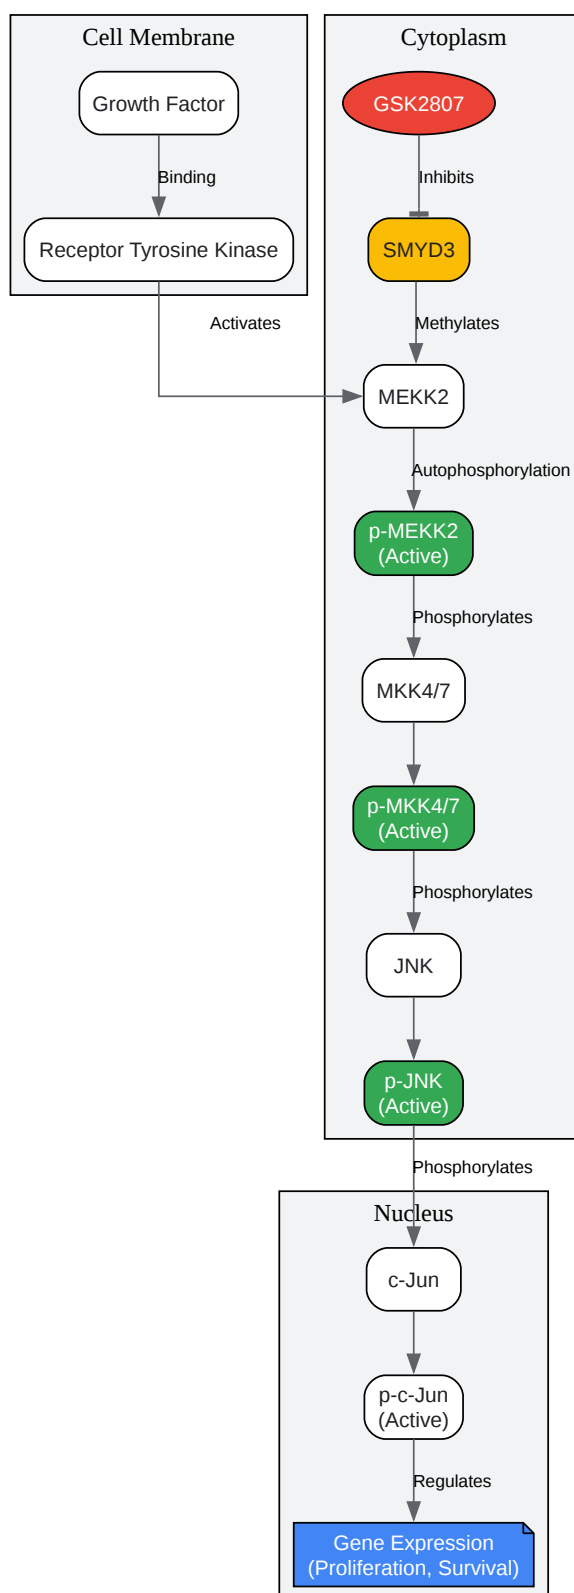 Cell Membrane
Growth Factor
Binding
Receptor Tyrosine Kinase
Activates
Cytoplasm
GSK2807
Inhibits
SMYD3
Methylates
MEKK2
Autophosphorylation
p-MEKK2
(Active)
Phosphorylates
MKK4/7
p-MKK4/7
(Active)
Phosphorylates
JNK
p-JNK
(Active)
Phosphorylates
Nucleus
c-Jun
p-c-Jun
(Active)
Regulates
Gene Expression
(Proliferation, Survival)